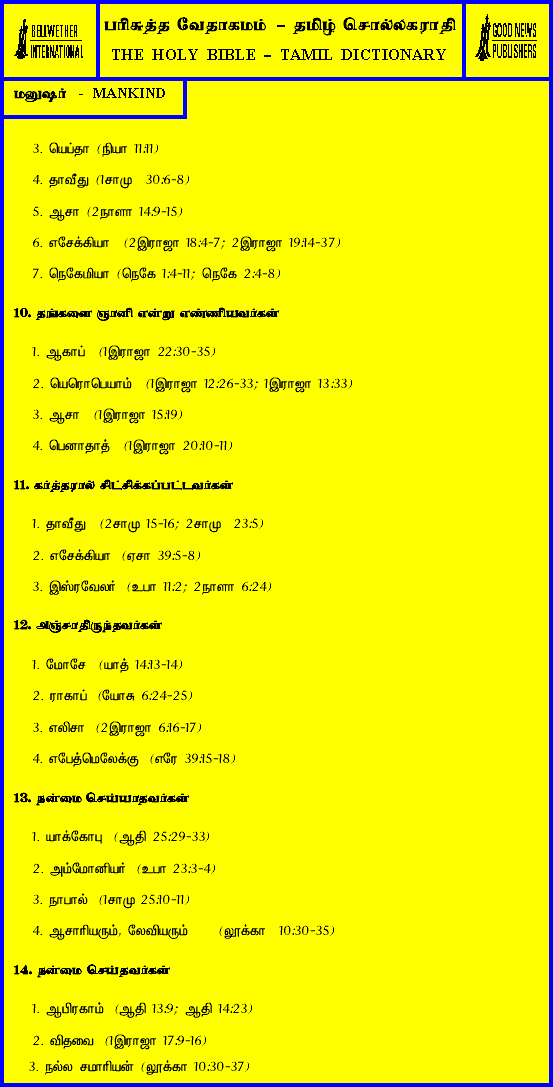 BELLWETHER
INTERNATIONAL
பரிசுத்த வேதாகமம் – தமிழ் சொல்லகராதி
THE HOLY BIBLE – TAMIL DICTIONARY
GOOD NEWS
PUBLISHERS
மனுஷர் - MANKIND
3. யெப்தா (நியா 11:11)
4. தாவீது (1சாமு 30:6-8)
5. ஆசா (2நாளா 14:9-15)
6. எசேக்கியா (2இராஜா 18:4-7; 2இராஜா 19:14-37)
7. நெகேமியா (நெகே 1:4-11; நெகே 2:4-8)
10. தங்களை ஞானி என்று எண்ணியவர்கள்
1. ஆகாப் (1இராஜா 22:30-35)
2. யெரொபெயாம் (1இராஜா 12:26-33; 1இராஜா 13:33)
3. ஆசா (1இராஜா 15:19)
4. பெனாதாத் (1இராஜா 20:10-11)
11. கர்த்தரால் சிட்சிக்கப்பட்டவர்கள்
1. தாவீது (2சாமு 15-16; 2சாமு 23:5)
2. எசேக்கியா (ஏசா 39:5-8)
3. இஸ்ரவேலர் (உபா 11:2; 2நாளா 6:24)
12. அஞ்சாதிருந்தவர்கள்
1. மோசே (யாத் 14:13-14)
2. ராகாப் (யோசு 6:24-25)
3. எலிசா (2இராஜா 6:16-17)
4. எபேத்மெலேக்கு (எரே 39:15-18)
13. நன்மை செய்யாதவர்கள்
1. யாக்கோபு (ஆதி 25:29-33)
2. அம்மோனியர் (உபா 23:3-4)
3. நாபால் (1சாமு 25:10-11)
4. ஆசாரியரும், லேவியரும் (லூக்கா 10:30-35)
14. நன்மை செய்தவர்கள்
1. ஆபிரகாம் (ஆதி 13:9; ஆதி 14:23)
2. விதவை (1இராஜா 17:9-16)
3. நல்ல சமாரியன் (லூக்கா 10:30-37)